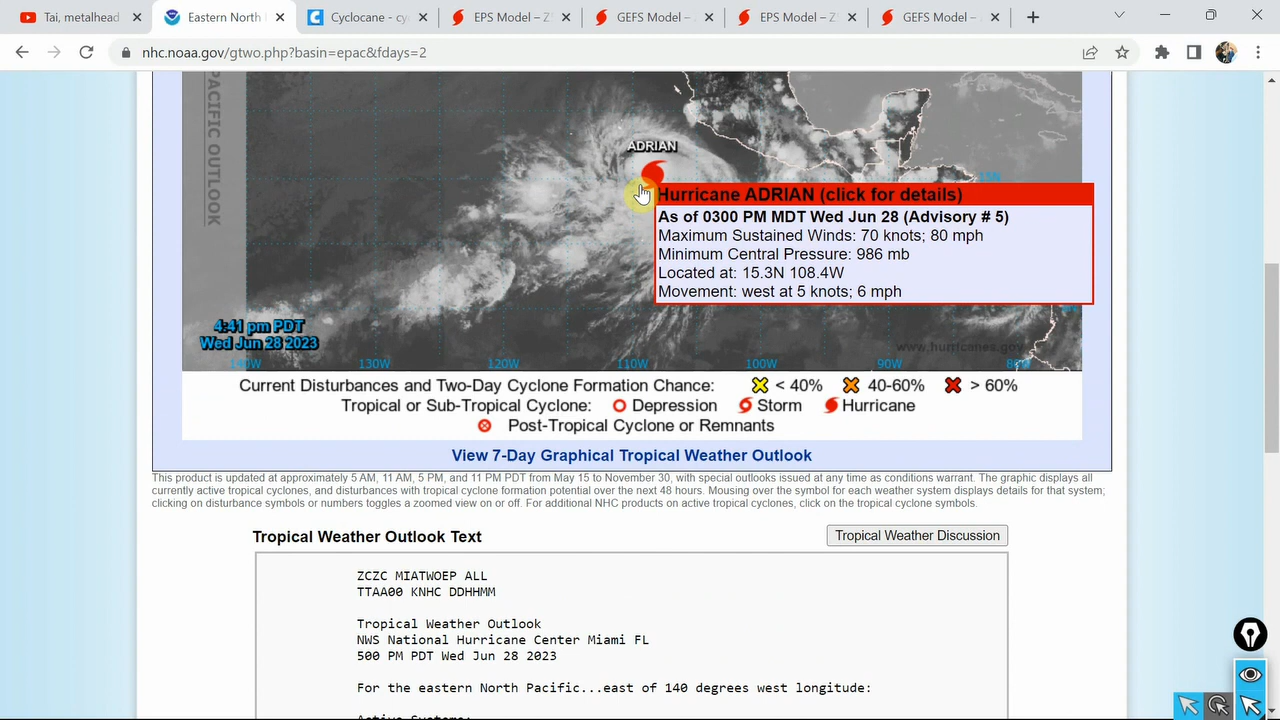 Tai, metalhead
Eastern North
Cyclocane - cy
EPS Model – Z
GEFS Model –
EPS Model – Z
GEFS Model –
nhc.noaa.gov/gtwo.php?basin=epac&fdays=2
PACIFIC OUTLOOK
ADRIAN
15N
Hurricane ADRIAN (click for details)
As of 0300 PM MDT Wed Jun 28 (Advisory # 5)
Maximum Sustained Winds: 70 knots; 80 mph
Minimum Central Pressure: 986 mb
Located at: 15.3N 108.4W
Movement: west at 5 knots; 6 mph
4:41 pm PDT
Wed Jun 28 2023
www.hurricanes.gov
140W 130W 120W 110W 100W 90W 80W
Current Disturbances and Two-Day Cyclone Formation Chance: < 40% 40-60% > 60%
Tropical or Sub-Tropical Cyclone: Depression Storm Hurricane
Post-Tropical Cyclone or Remnants
View 7-Day Graphical Tropical Weather Outlook
This product is updated at approximately 5 AM, 11 AM, 5 PM, and 11 PM PDT from May 15 to November 30, with special outlooks issued at any time as conditions warrant. The graphic displays all
currently active tropical cyclones, and disturbances with tropical cyclone formation potential over the next 48 hours. Mousing over the symbol for each weather system displays details for that system;
clicking on disturbance symbols or numbers toggles a zoomed view on or off. For additional NHC products on active tropical cyclones, click on the tropical cyclone symbols.
Tropical Weather Outlook Text
Tropical Weather Discussion
ZCZC MIATWOEP ALL
TTAA00 KNHC DDHHMM
Tropical Weather Outlook
NWS National Hurricane Center Miami FL
500 PM PDT Wed Jun 28 2023
For the eastern North Pacific...east of 140 degrees west longitude:
Active Systems: